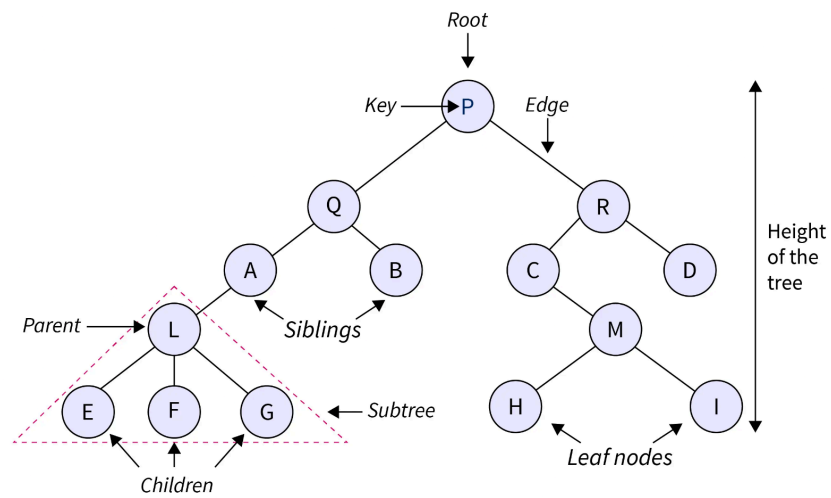 Root
Key
P
Edge
Q
R
Height
of the
tree
A
B
C
D
Parent
L
Siblings
M
E
F
G
Subtree
H
I
Children
Leaf nodes